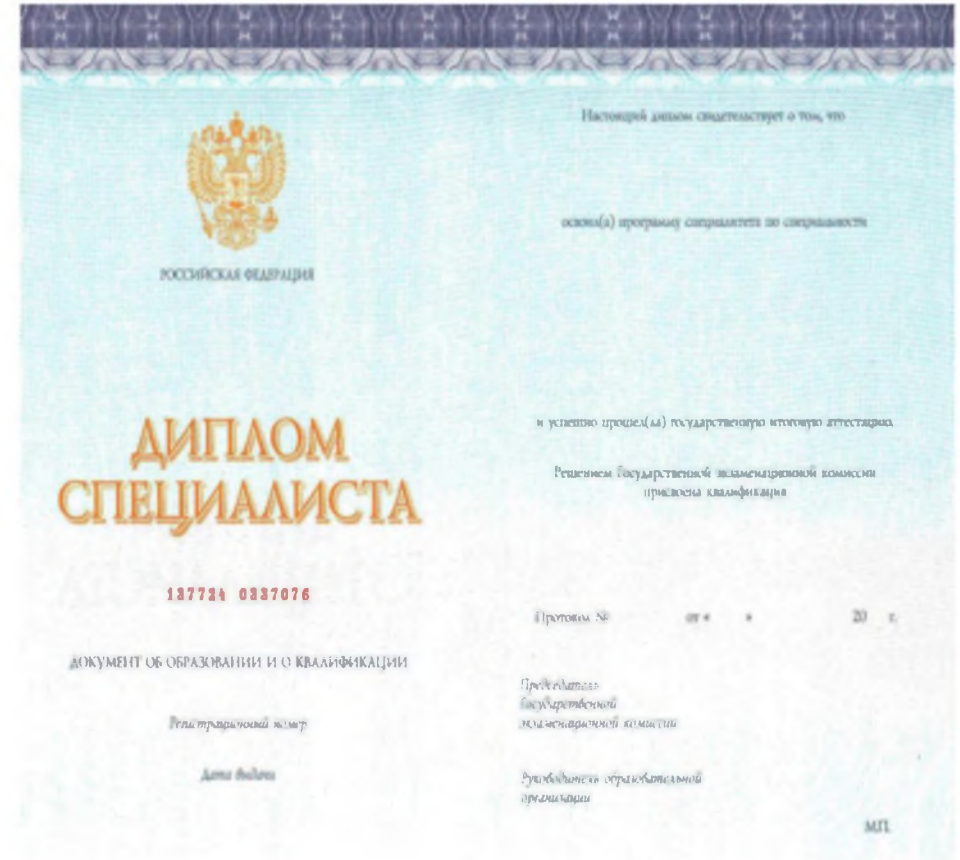 РОССИЙСКАЯ ФЕДЕРАЦИЯ
ДИПЛОМ
СПЕЦИАЛИСТА
137724 0337076
ДОКУМЕНТ ОБ ОБРАЗОВАНИИ И О КВАЛИФИКАЦИИ
Регистрационный номер
Дата выдачи
Настоящий диплом свидетельствует о том, что
освоил(а) программу специалитета по специальности
и успешно прошел(ла) государственную итоговую аттестацию.
Решением Государственной экзаменационной комиссии
присвоена квалификация
Протокол № от « » 20 г.
Председатель
Государственной
экзаменационной комиссии
Руководитель образовательной
организации
М.П.